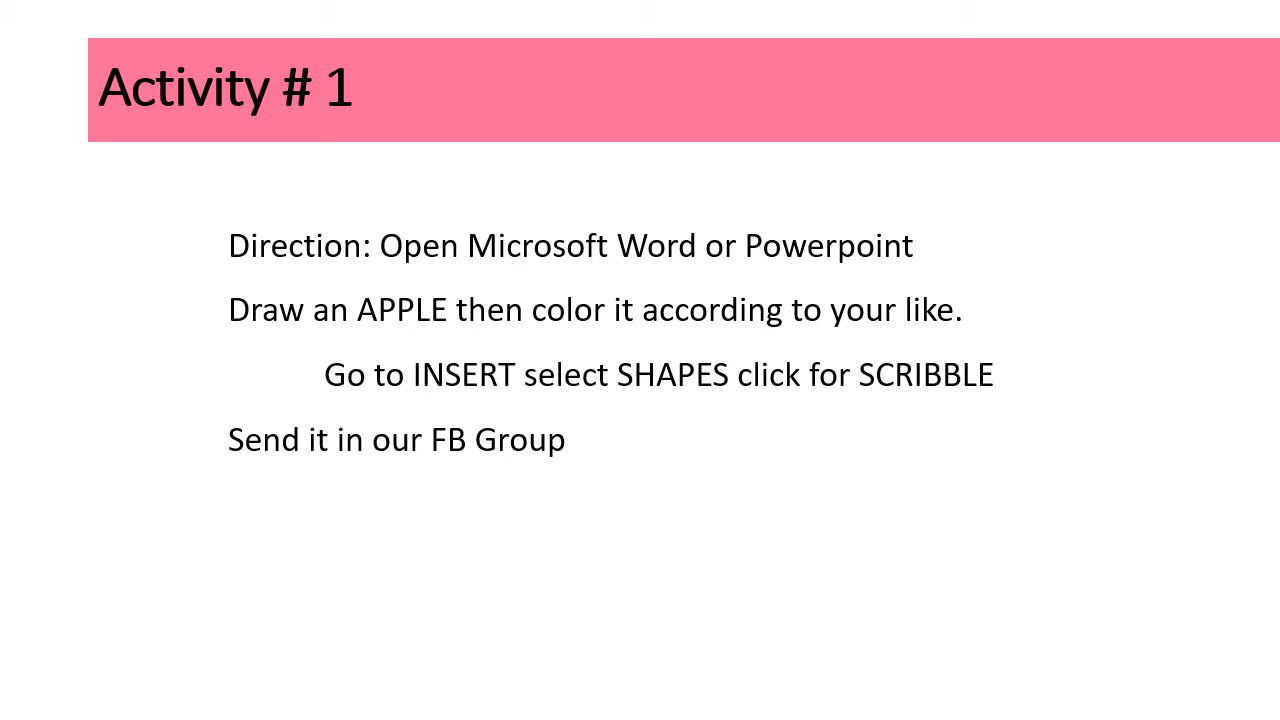 Activity # 1
Direction: Open Microsoft Word or Powerpoint
Draw an APPLE then color it according to your like.
Go to INSERT select SHAPES click for SCRIBBLE
Send it in our FB Group